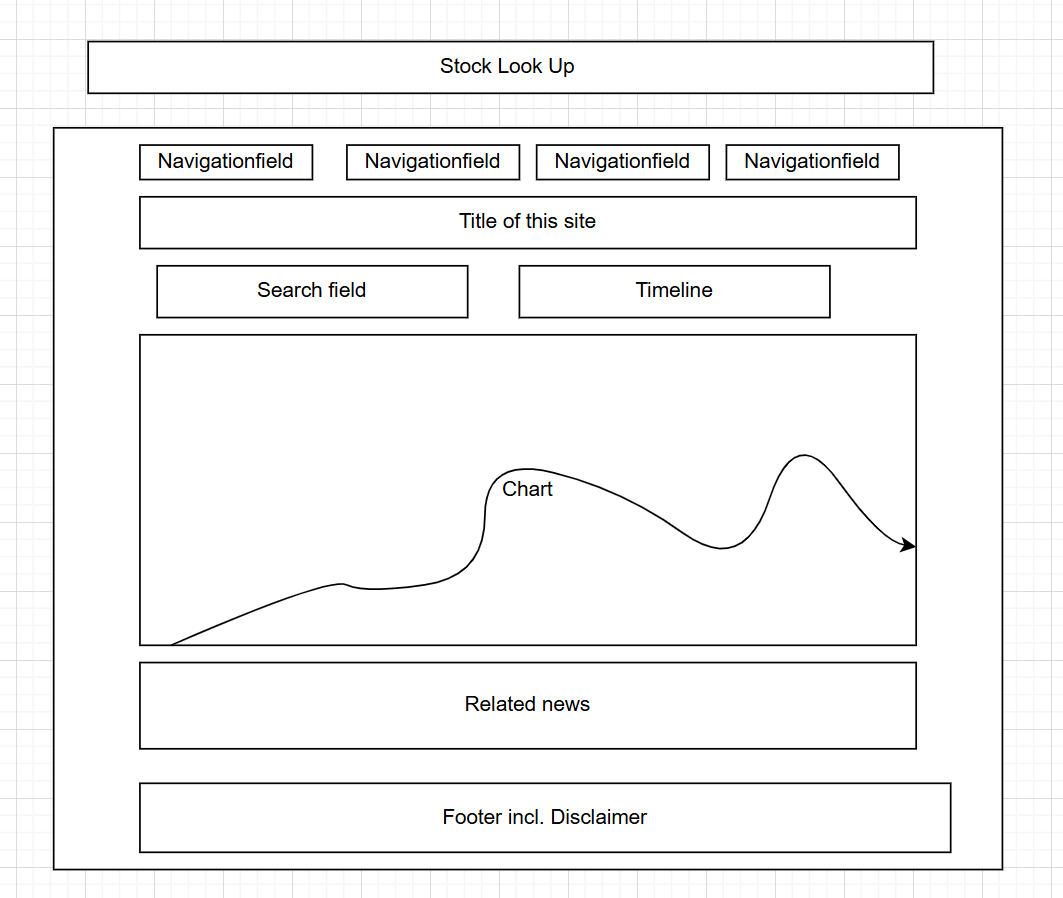 Stock Look Up
Navigationfield
Navigationfield
Navigationfield
Navigationfield
Title of this site
Search field
Timeline
Chart
Related news
Footer incl. Disclaimer